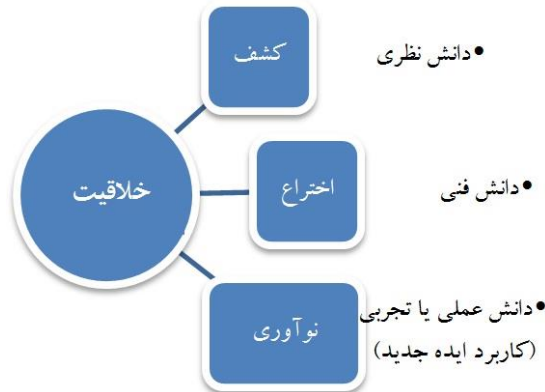 کشف
•دانش نظری
خلاقیت
اختراع
•دانش فنی
نوآوری
•دانش عملی یا تجربی
(کاربرد ایده جدید)